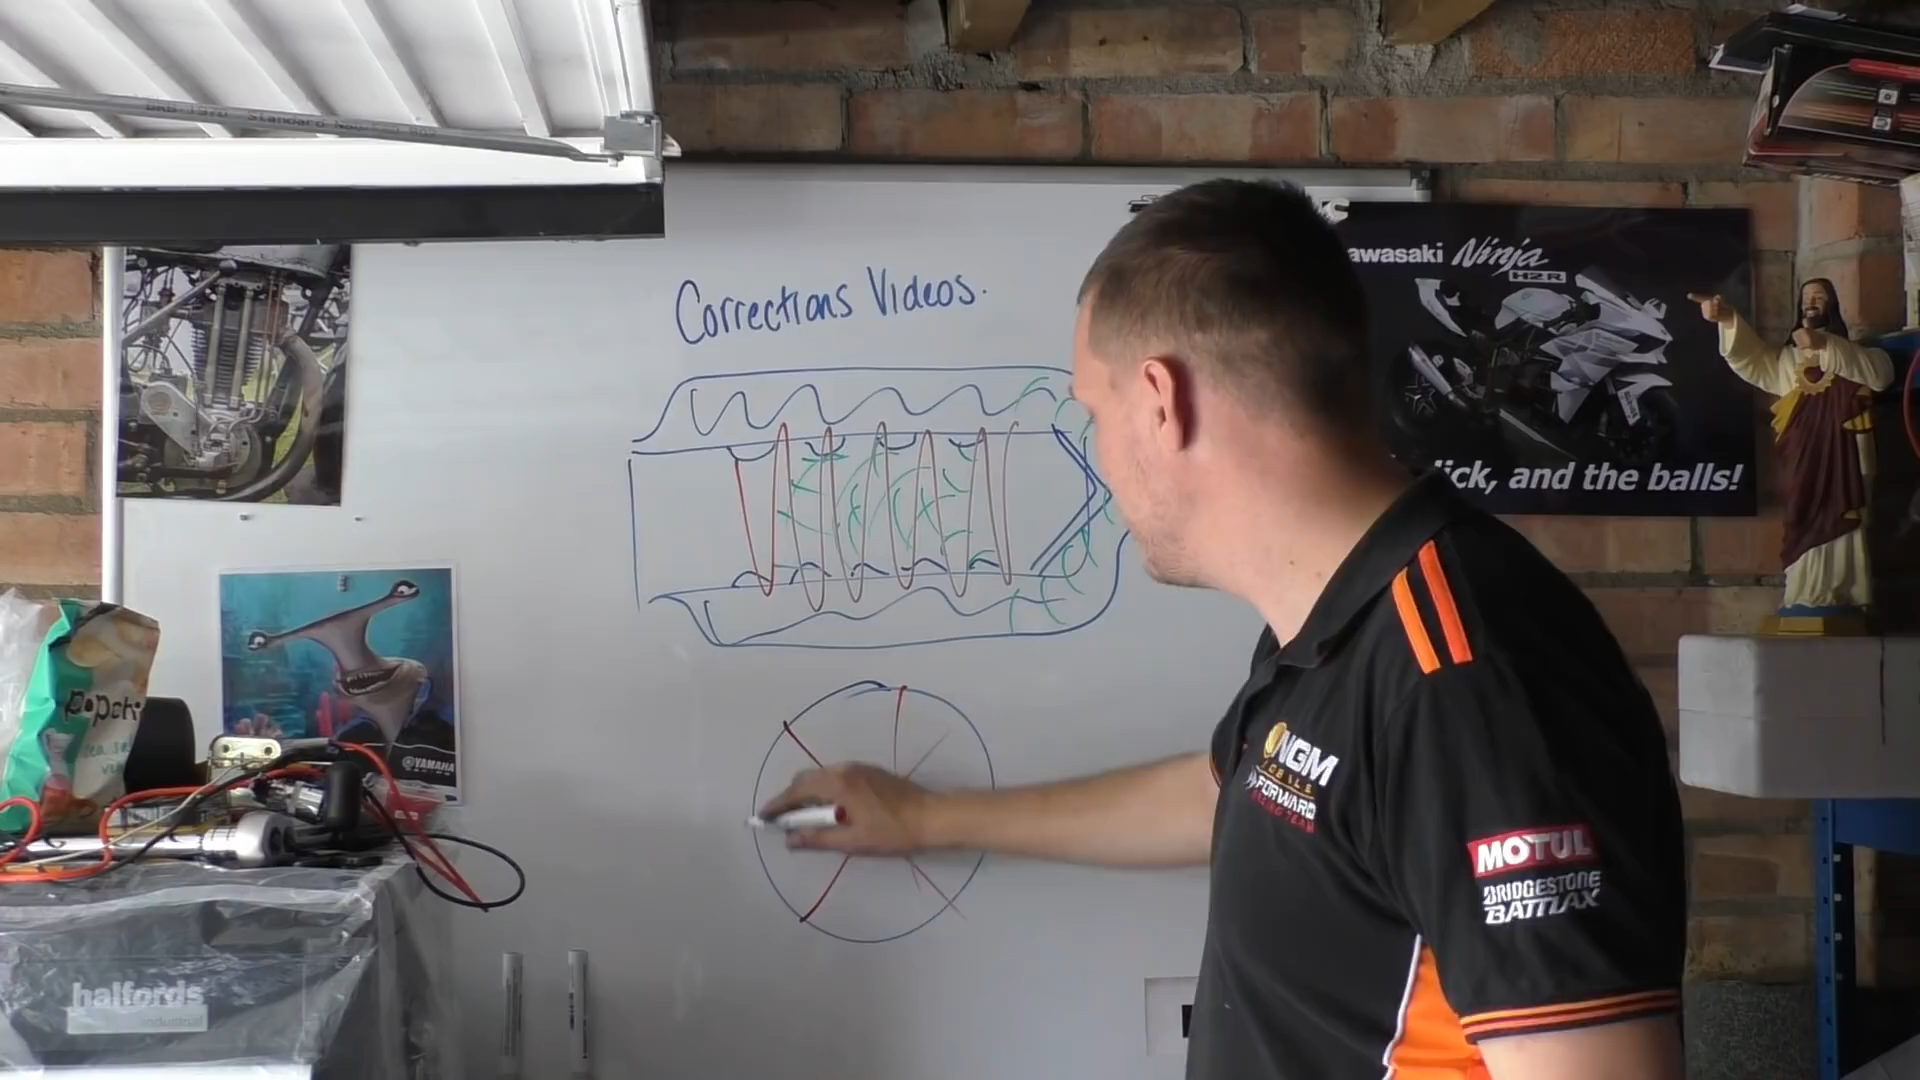 Corrections Videos.
awasaki Ninja
H2R
lick, and the balls!
NGM
MOBILE
FORWARD
RACING TEAM
MOTUL
BRIDGESTONE
BATTLAX
YAMAHA
halfords
industrial